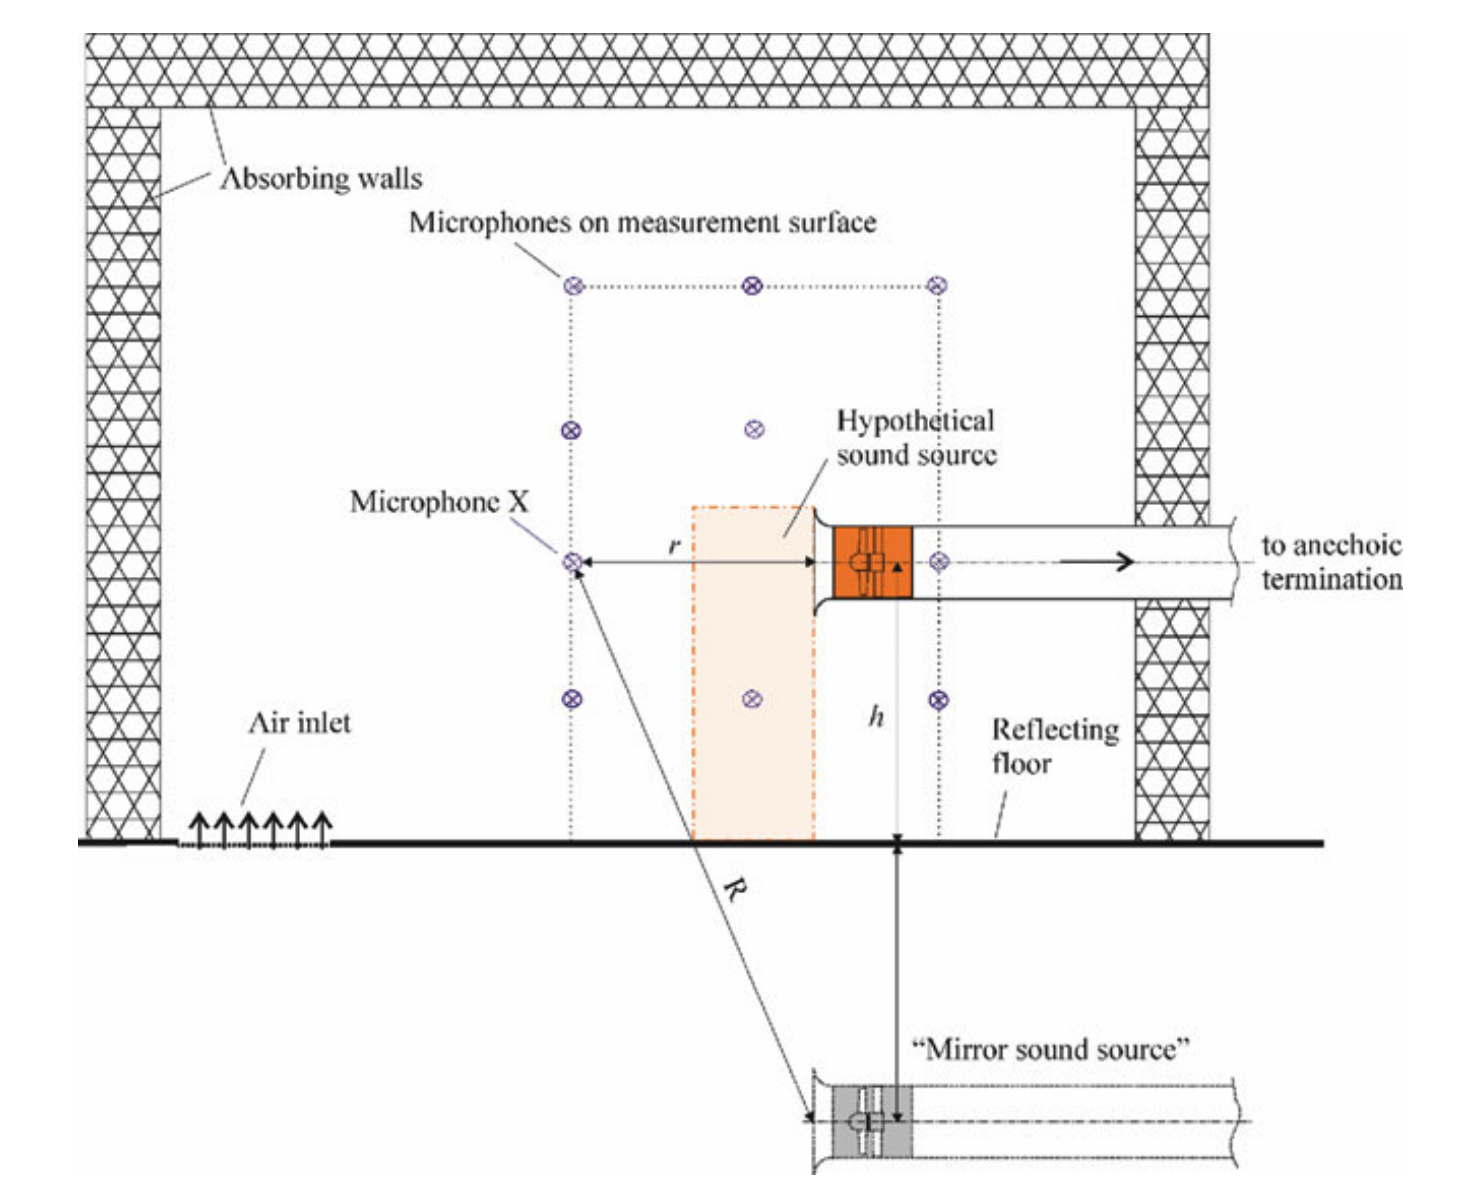 Absorbing walls
Microphones on measurement surface
Hypothetical
sound source
Microphone X
r
to anechoic
termination
Air inlet
h
Reflecting
floor
R
“Mirror sound source”